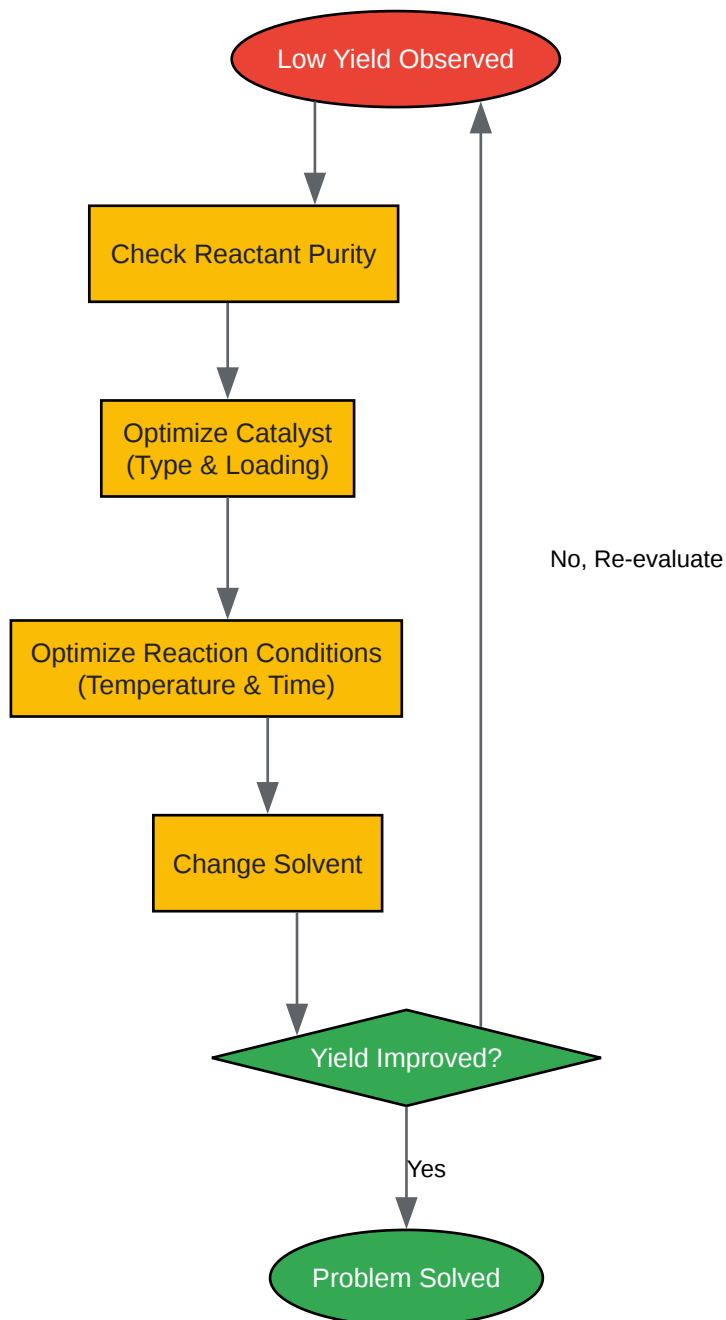 Low Yield Observed
Check Reactant Purity
Optimize Catalyst
(Type & Loading)
No, Re-evaluate
Optimize Reaction Conditions
(Temperature & Time)
Change Solvent
Yield Improved?
Yes
Problem Solved